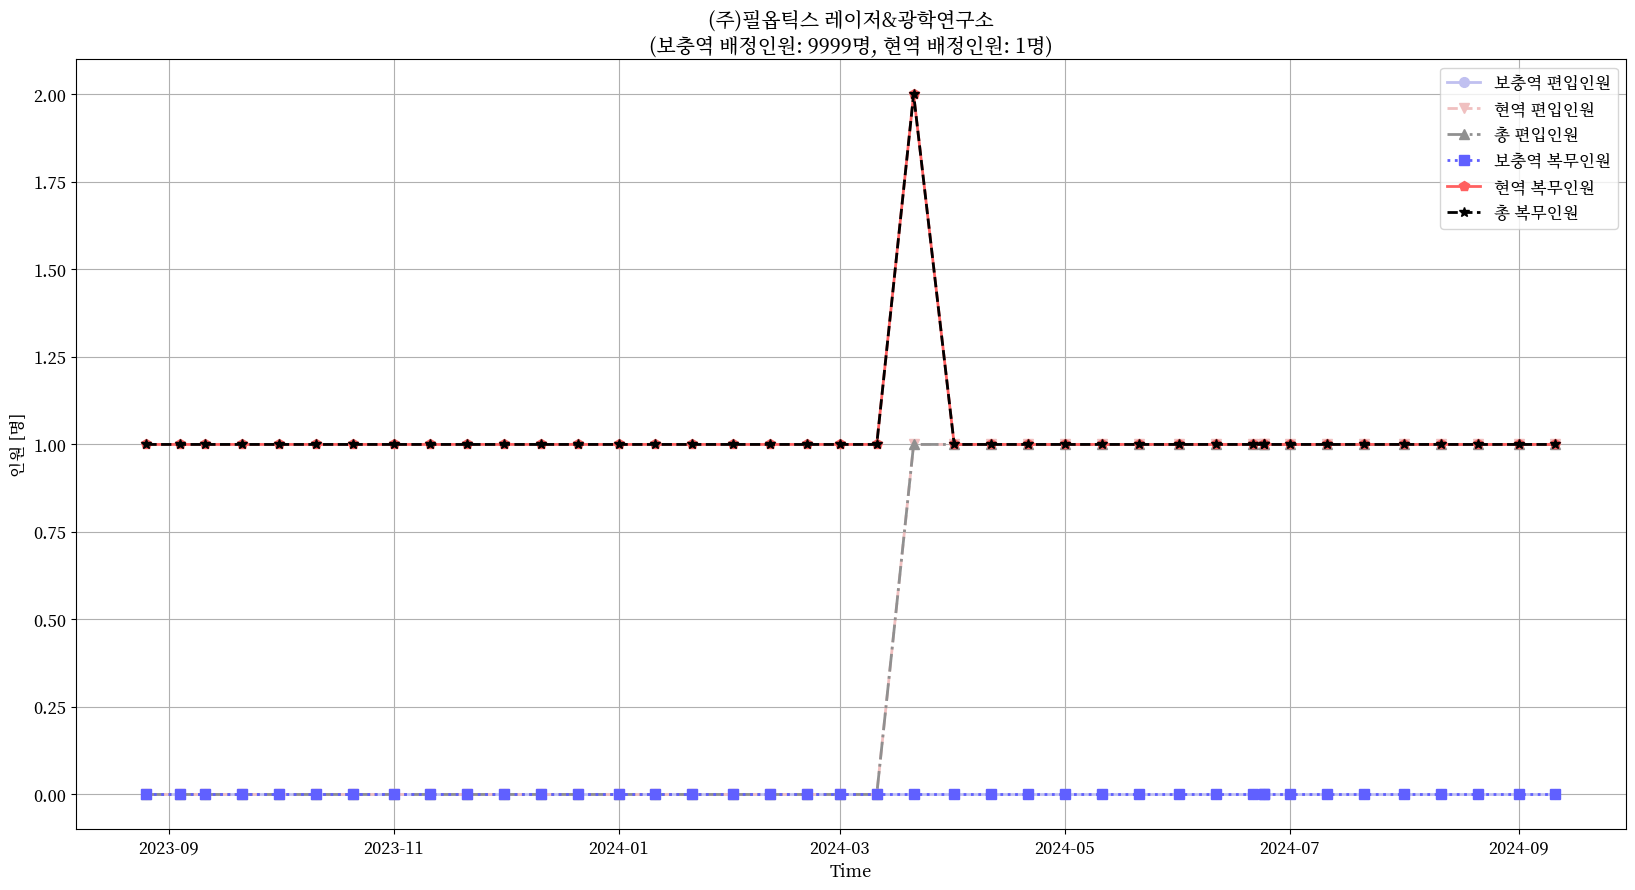 (주)필옵틱스 레이저&광학연구소
(보충역 배정인원: 9999명, 현역 배정인원: 1명)
보충역 편입인원
현역 편입인원
총 편입인원
보충역 복무인원
현역 복무인원
총 복무인원
인원 [명]
2.00
1.75
1.50
1.25
1.00
0.75
0.50
0.25
0.00
2023-09 2023-11 2024-01 2024-03 2024-05 2024-07 2024-09
Time